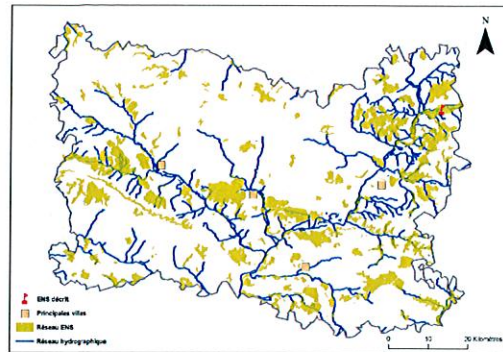 N
ENS décrit
Principales villes
Réseau ENS
Réseau hydrographique
0 10 20 Kilomètres